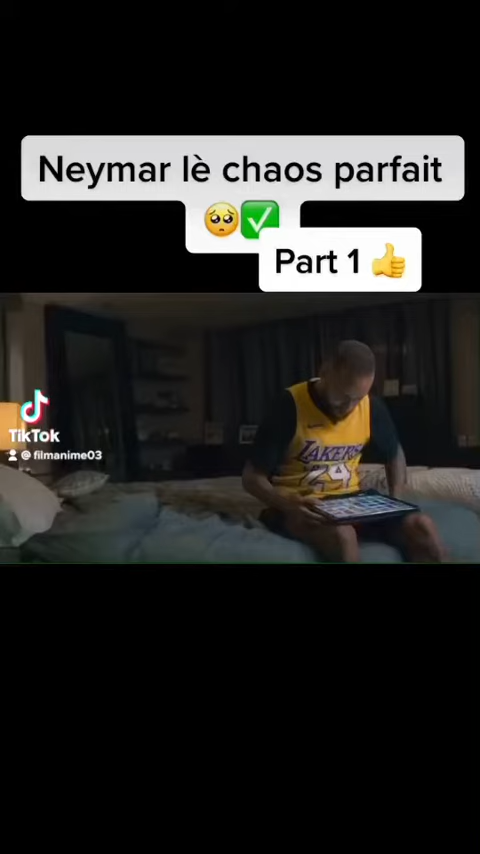 Neymar lè chaos parfait
🥺✅
Part 1 👍
TikTok
@filmanime03
LAKERS
24